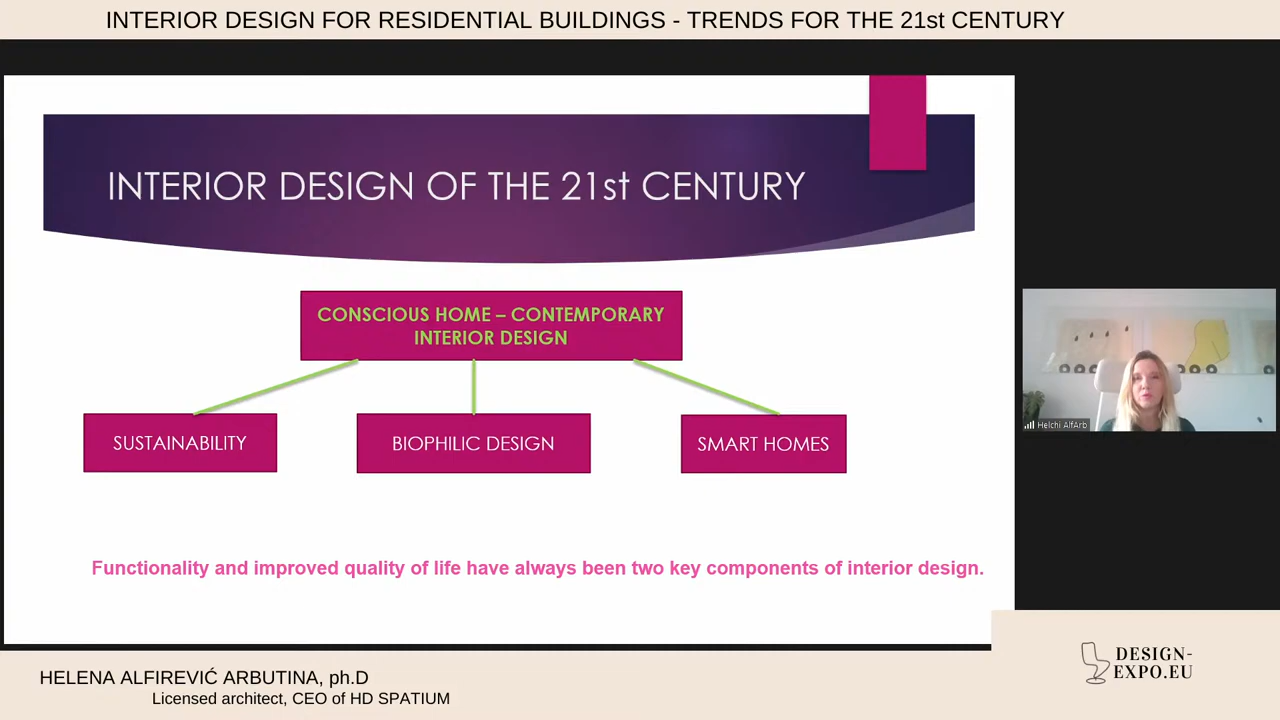 INTERIOR DESIGN FOR RESIDENTIAL BUILDINGS - TRENDS FOR THE 21st CENTURY
INTERIOR DESIGN OF THE 21st CENTURY
CONSCIOUS HOME – CONTEMPORARY
INTERIOR DESIGN
SUSTAINABILITY
BIOPHILIC DESIGN
SMART HOMES
Helchi AlfArb
Functionality and improved quality of life have always been two key components of interior design.
HELENA ALFIREVIĆ ARBUTINA, ph.D
Licensed architect, CEO of HD SPATIUM
DESIGN-
EXPO.EU